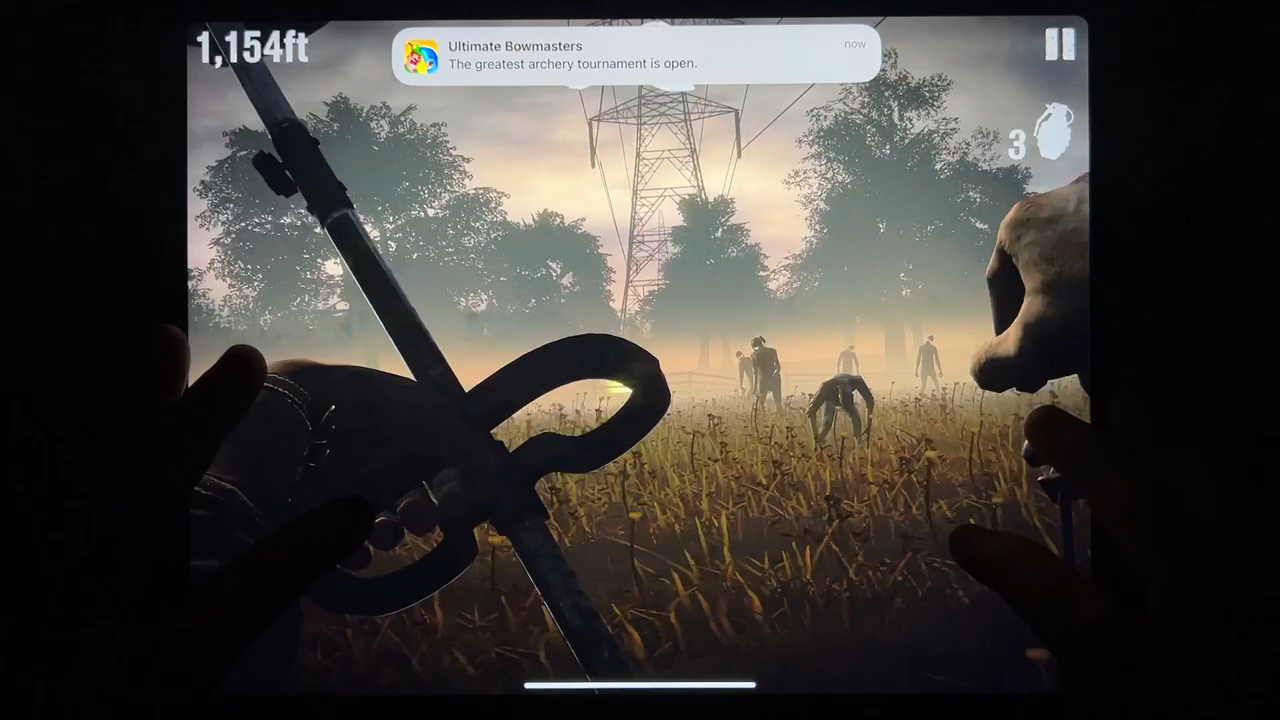 1,154ft
Ultimate Bowmasters
now
The greatest archery tournament is open.
3